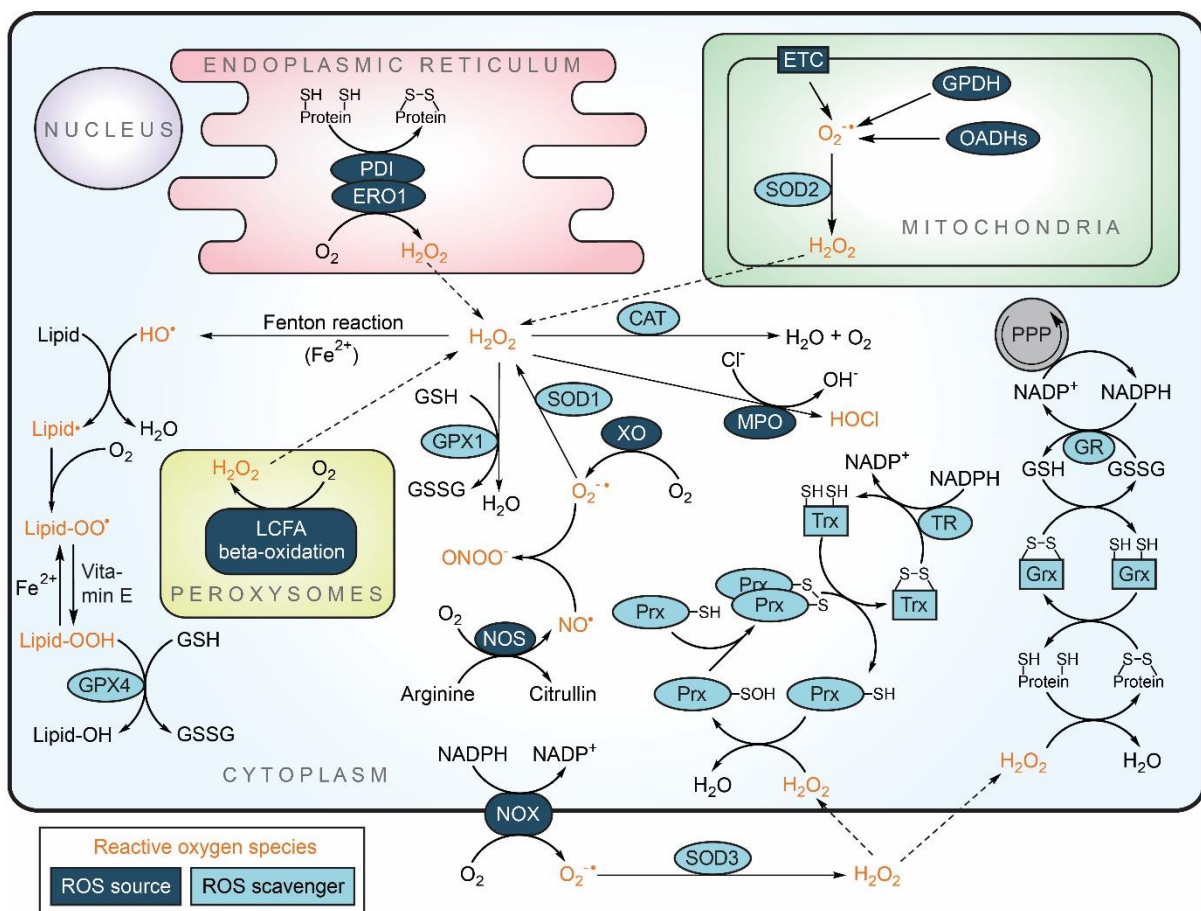 ENDOPLASMIC RETICULUM
NUCLEUS
SH
SH
Protein
S-S
Protein
PDI
ERO1
O₂
H₂O₂
ETC
GPDH
O₂⁻•
OADHs
SOD2
H₂O₂
MITOCHONDRIA
Lipid
HO•
Fenton reaction
(Fe²⁺)
H₂O₂
CAT
H₂O + O₂
Lipid•
H₂O
O₂
Lipid-OO•
Fe²⁺
Vita-
min E
Lipid-OOH
GSH
GPX4
Lipid-OH
GSSG
H₂O₂
O₂
LCFA
beta-oxidation
PEROXYSOMES
GSH
GPX1
GSSG
H₂O
SOD1
XO
O₂⁻•
O₂
Cl⁻
OH⁻
MPO
HOCl
ONOO⁻
O₂
NOS
NO•
Arginine
Citrullin
NADP⁺
NADPH
SH
SH
Trx
TR
S-S
Trx
Prx
S
Prx
S
Prx
SH
Prx
SOH
Prx
SH
H₂O
H₂O₂
PPP
NADP⁺
NADPH
GR
GSH
GSSG
S-S
Grx
SH
SH
Grx
SH
SH
Protein
S-S
Protein
H₂O₂
H₂O
CYTOPLASM
NADPH
NADP⁺
NOX
O₂
O₂⁻•
SOD3
H₂O₂
Reactive oxygen species
ROS source
ROS scavenger